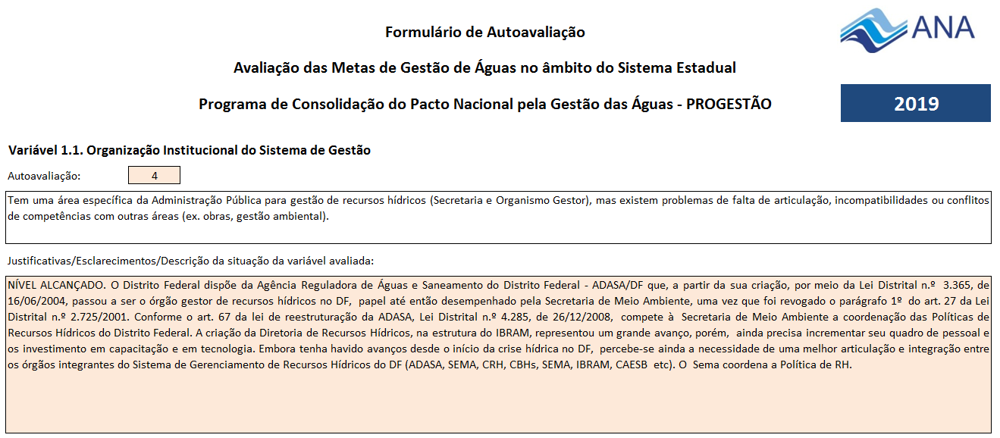 Formulário de Autoavaliação
ANA
Avaliação das Metas de Gestão de Águas no âmbito do Sistema Estadual
Programa de Consolidação do Pacto Nacional pela Gestão das Águas - PROGESTÃO
2019
Variável 1.1. Organização Institucional do Sistema de Gestão
Autoavaliação: 4
Tem uma área específica da Administração Pública para gestão de recursos hídricos (Secretaria e Organismo Gestor), mas existem problemas de falta de articulação, incompatibilidades ou conflitos
de competências com outras áreas (ex. obras, gestão ambiental).
Justificativas/Esclarecimentos/Descrição da situação da variável avaliada:
NÍVEL ALCANÇADO. O Distrito Federal dispõe da Agência Reguladora de Águas e Saneamento do Distrito Federal - ADASA/DF que, a partir da sua criação, por meio da Lei Distrital n.º 3.365, de
16/06/2004, passou a ser o órgão gestor de recursos hídricos no DF, papel até então desempenhado pela Secretaria de Meio Ambiente, uma vez que foi revogado o parágrafo 1º do art. 27 da Lei
Distrital n.º 2.725/2001. Conforme o art. 67 da lei de reestruturação da ADASA, Lei Distrital n.º 4.285, de 26/12/2008, compete à Secretaria de Meio Ambiente a coordenação das Políticas de
Recursos Hídricos do Distrito Federal. A criação da Diretoria de Recursos Hídricos, na estrutura do IBRAM, representou um grande avanço, porém, ainda precisa incrementar seu quadro de pessoal e
os investimento em capacitação e em tecnologia. Embora tenha havido avanços desde o início da crise hídrica no DF, percebe-se ainda a necessidade de uma melhor articulação e integração entre
os órgãos integrantes do Sistema de Gerenciamento de Recursos Hídricos do DF (ADASA, SEMA, CRH, CBHs, SEMA, IBRAM, CAESB etc). O Sema coordena a Política de RH.